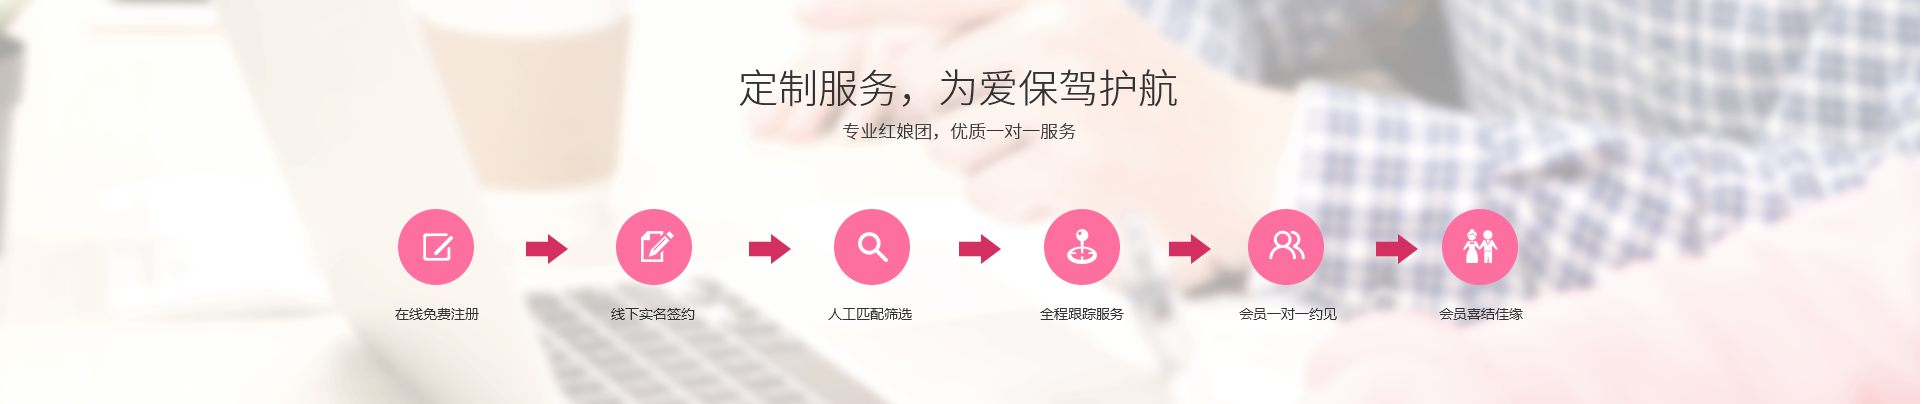 定制服务，为爱保驾护航
专业红娘团，优质一对一服务
在线免费注册
线下实名签约
人工匹配筛选
全程跟踪服务
会员一对一约见
会员喜结佳缘